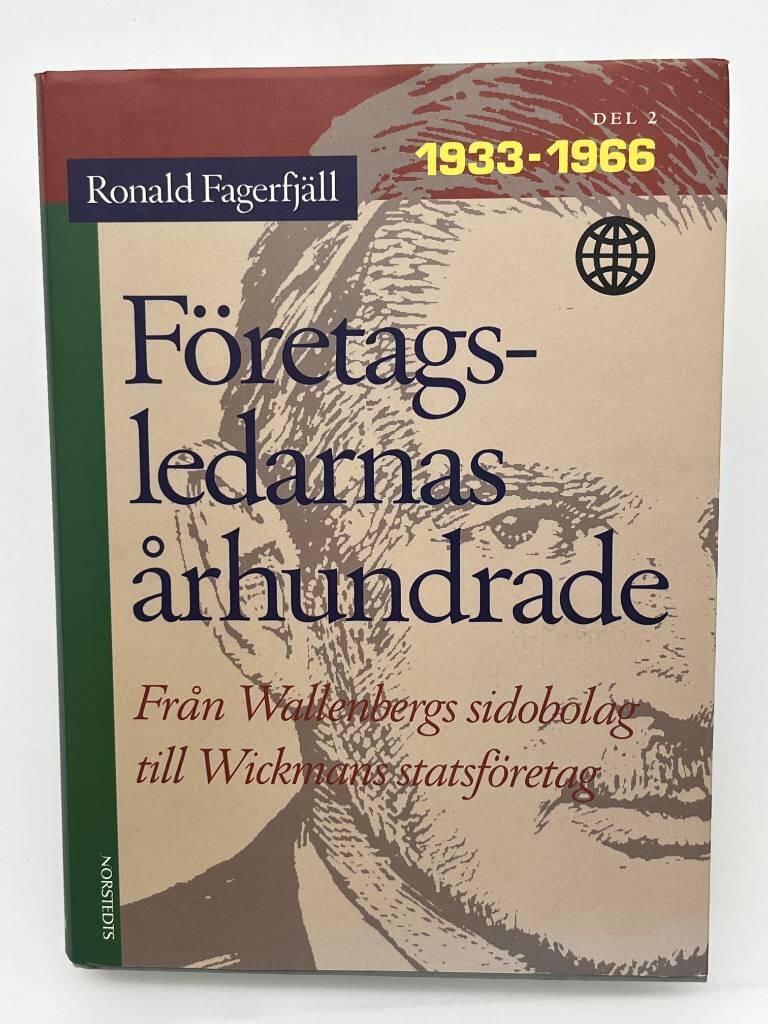 DEL 2
1933-1966
Ronald Fagerfjäll
Företags-
ledarnas
århundrade
Från Wallenbergs sidobolag
till Wickmans statsföretag
NORSTEDTS